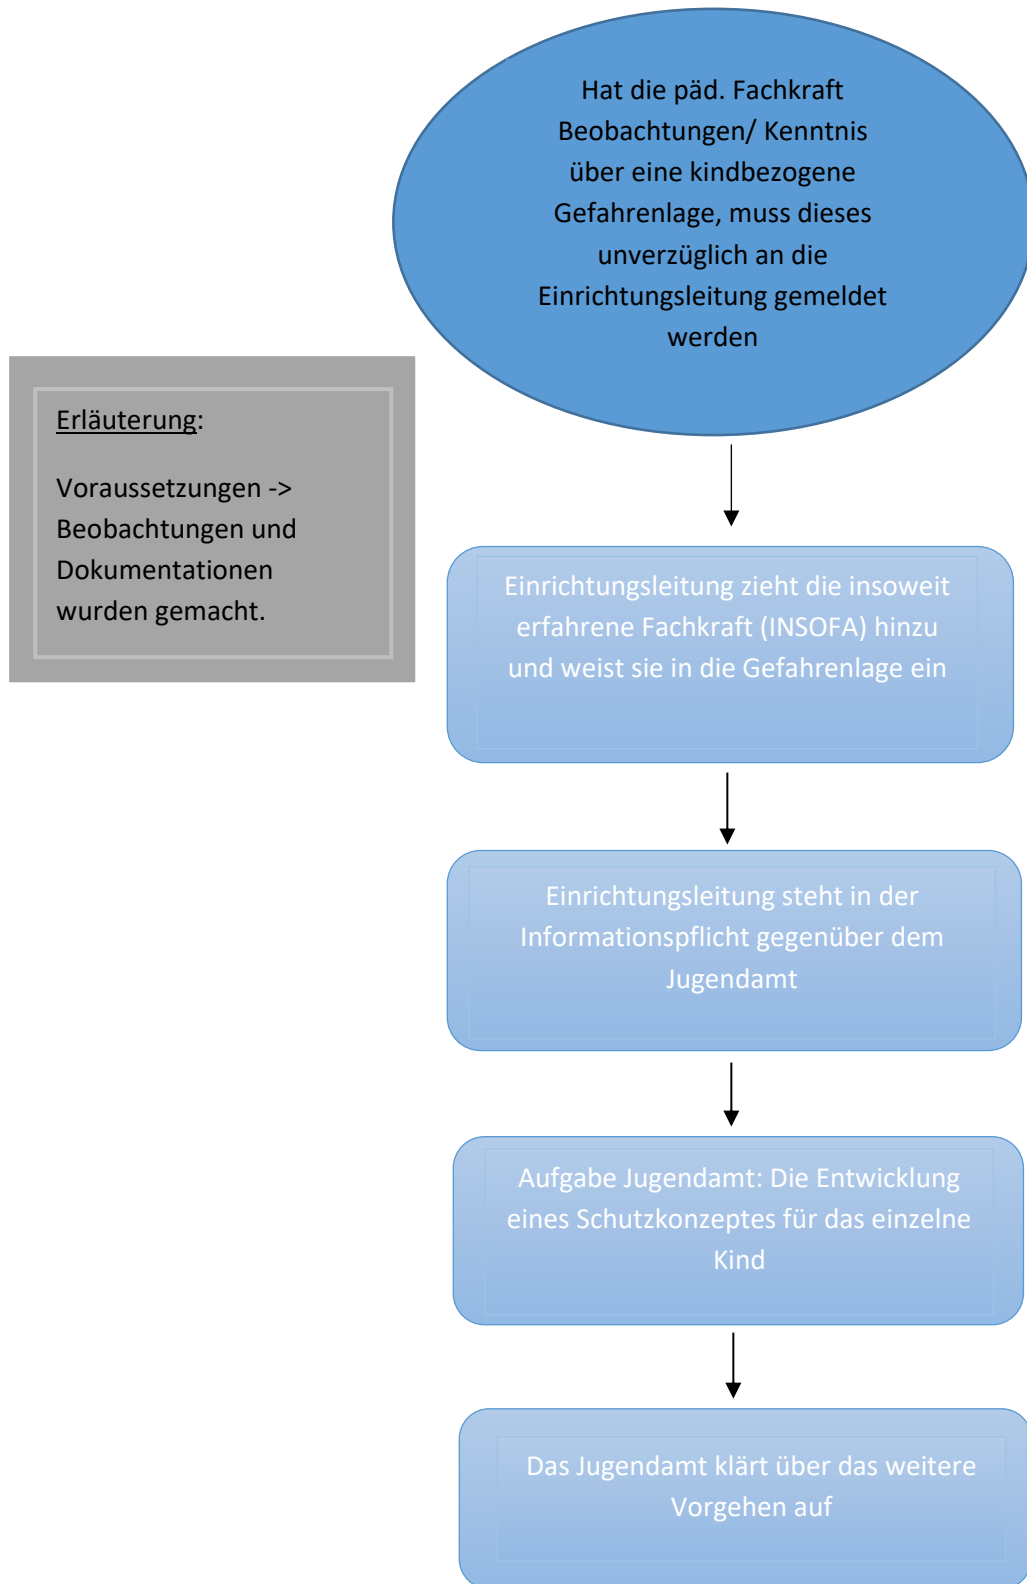 Hat die päd. Fachkraft
Beobachtungen/ Kenntnis
über eine kindbezogene
Gefahrenlage, muss dieses
unverzüglich an die
Einrichtungsleitung gemeldet
werden
Erläuterung:
Voraussetzungen ->
Beobachtungen und
Dokumentationen
wurden gemacht.
Einrichtungsleitung zieht die insoweit
erfahrene Fachkraft (INSOFA) hinzu
und weist sie in die Gefahrenlage ein
Einrichtungsleitung steht in der
Informationspflicht gegenüber dem
Jugendamt
Aufgabe Jugendamt: Die Entwicklung
eines Schutzkonzeptes für das einzelne
Kind
Das Jugendamt klärt über das weitere
Vorgehen auf